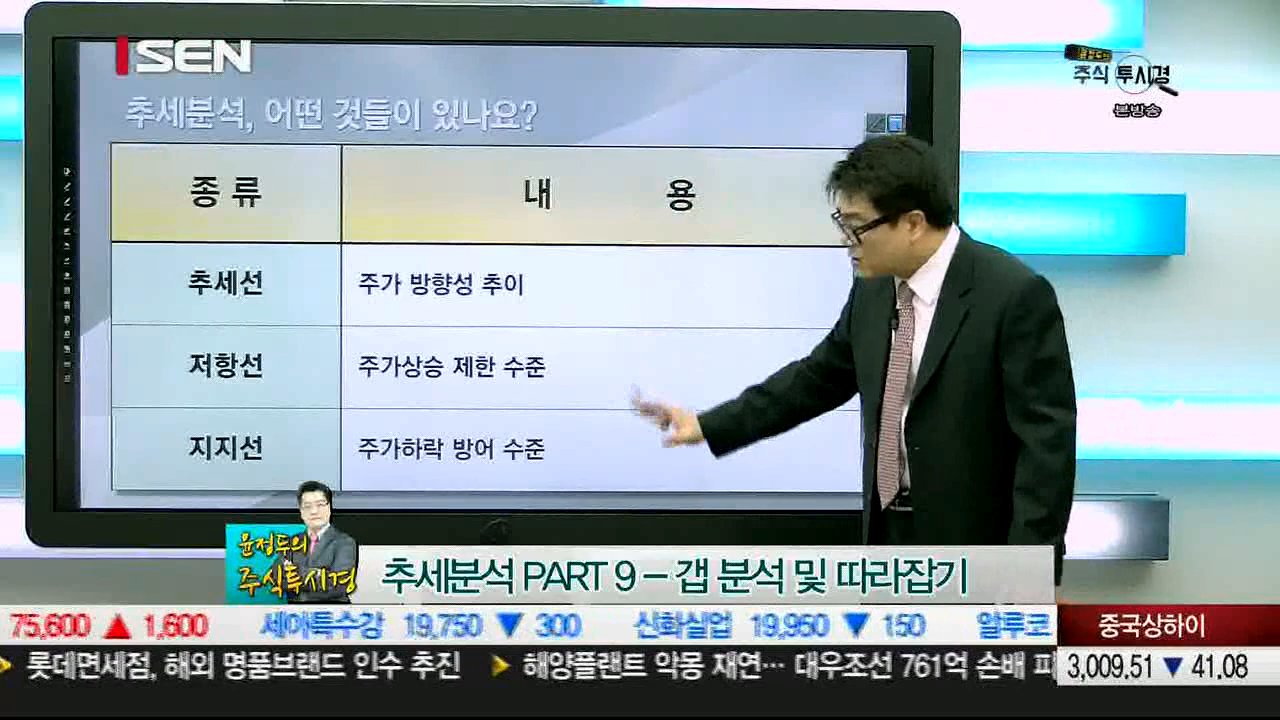 SEN
추세분석, 어떤 것들이 있나요?
종 류
내 용
추세선
주가 방향성 추이
저항선
주가상승 제한 수준
지지선
주가하락 방어 수준
주식 투시경
본방송
윤정두의
주식투시경
추세분석 PART 9 – 갭 분석 및 따라잡기
75,600 ▲ 1,600 세아특수강 19,750 ▼ 300 신화실업 19,950 ▼ 150 알루코
중국상하이
롯데면세점, 해외 명품브랜드 인수 추진
해양플랜트 악몽 재연… 대우조선 761억 손배
3,009.51 ▼ 41.08